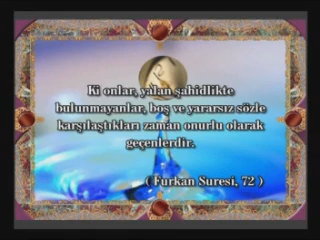 Ki onlar, yalan şahidlikte
bulunmayanlar, boş ve yararsız sözle
karşılaştıkları zaman onurlu olarak
geçenlerdir.
( Furkan Suresi, 72 )